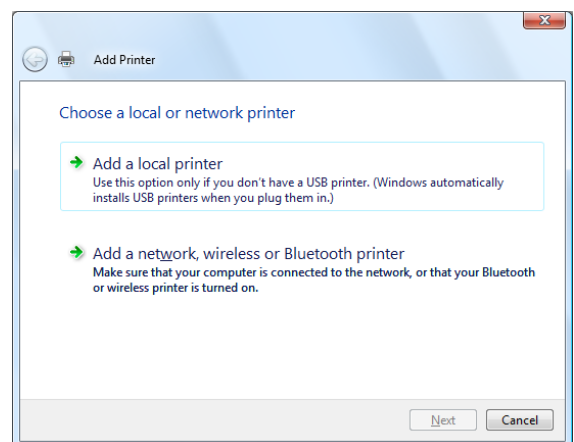 Add Printer
Choose a local or network printer
Add a local printer
Use this option only if you don't have a USB printer. (Windows automatically
installs USB printers when you plug them in.)
Add a network, wireless or Bluetooth printer
Make sure that your computer is connected to the network, or that your Bluetooth
or wireless printer is turned on.
Next
Cancel